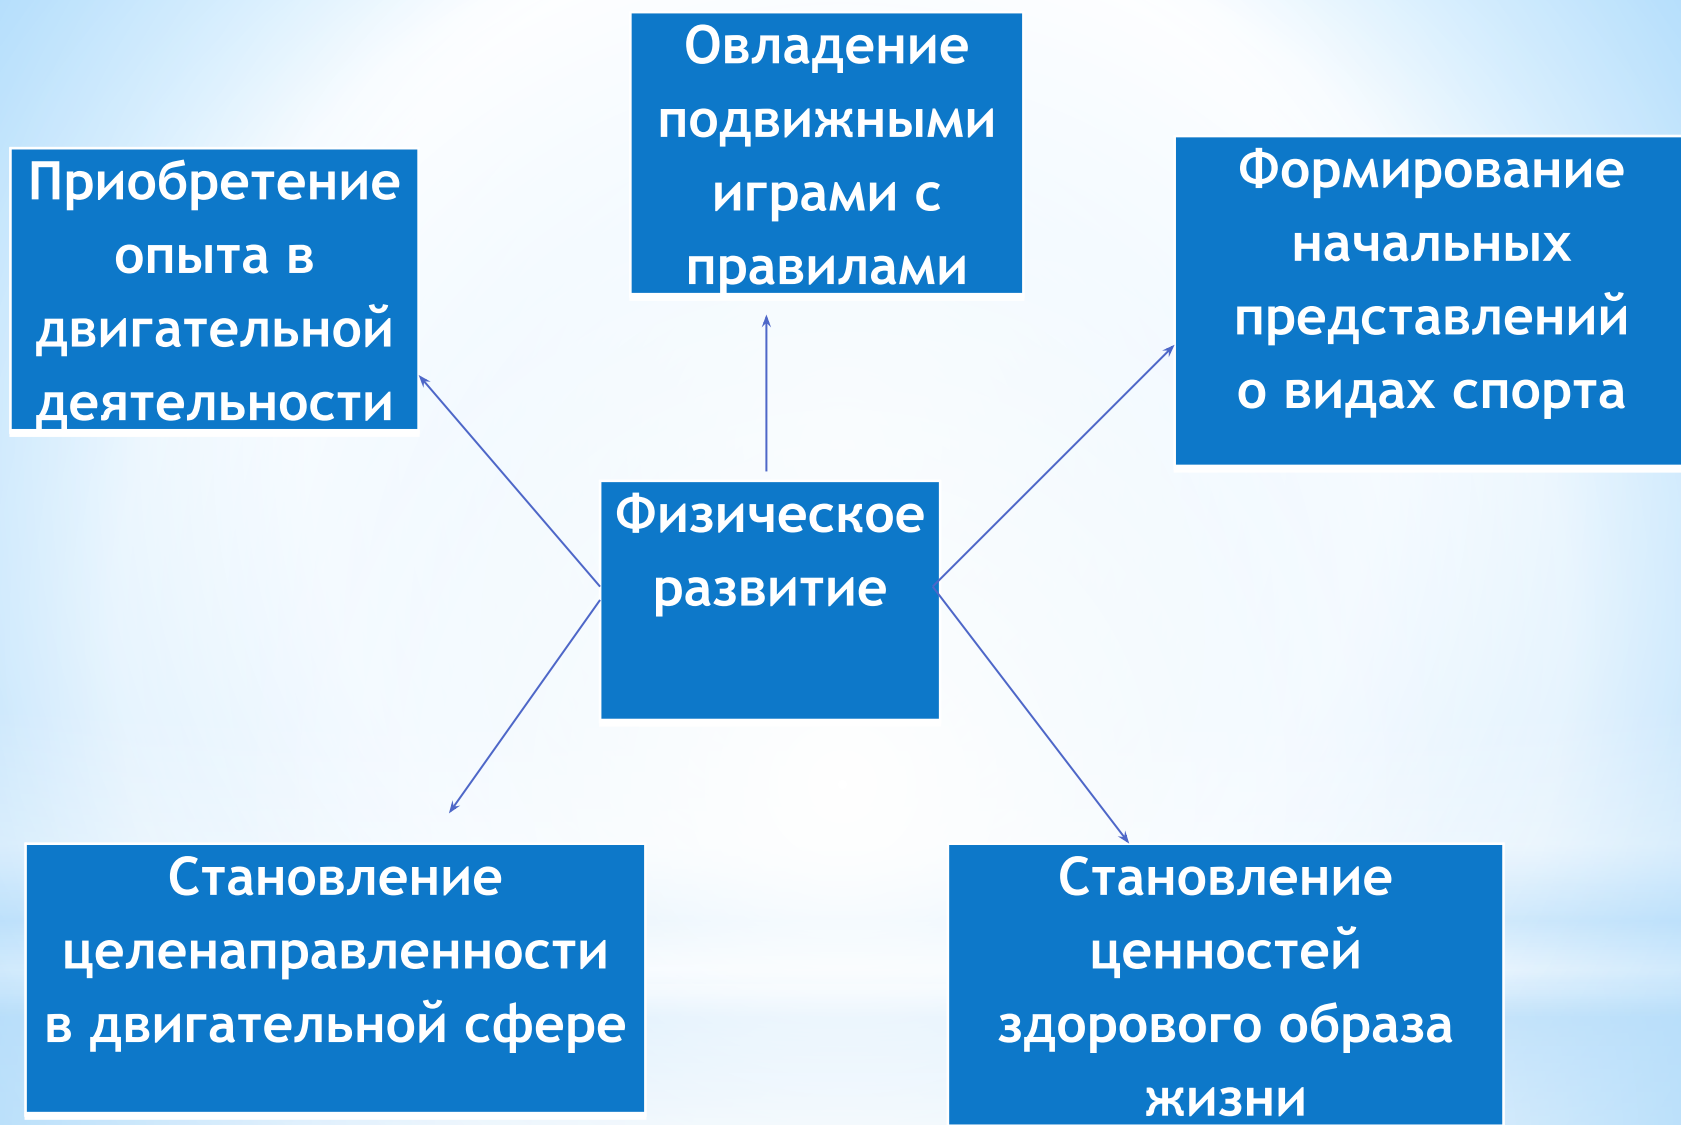 Овладение
подвижными
играми с
правилами
Приобретение
опыта в
двигательной
деятельности
Формирование
начальных
представлений
о видах спорта
Физическое
развитие
Становление
целенаправленности
в двигательной сфере
Становление
ценностей
здорового образа
жизни